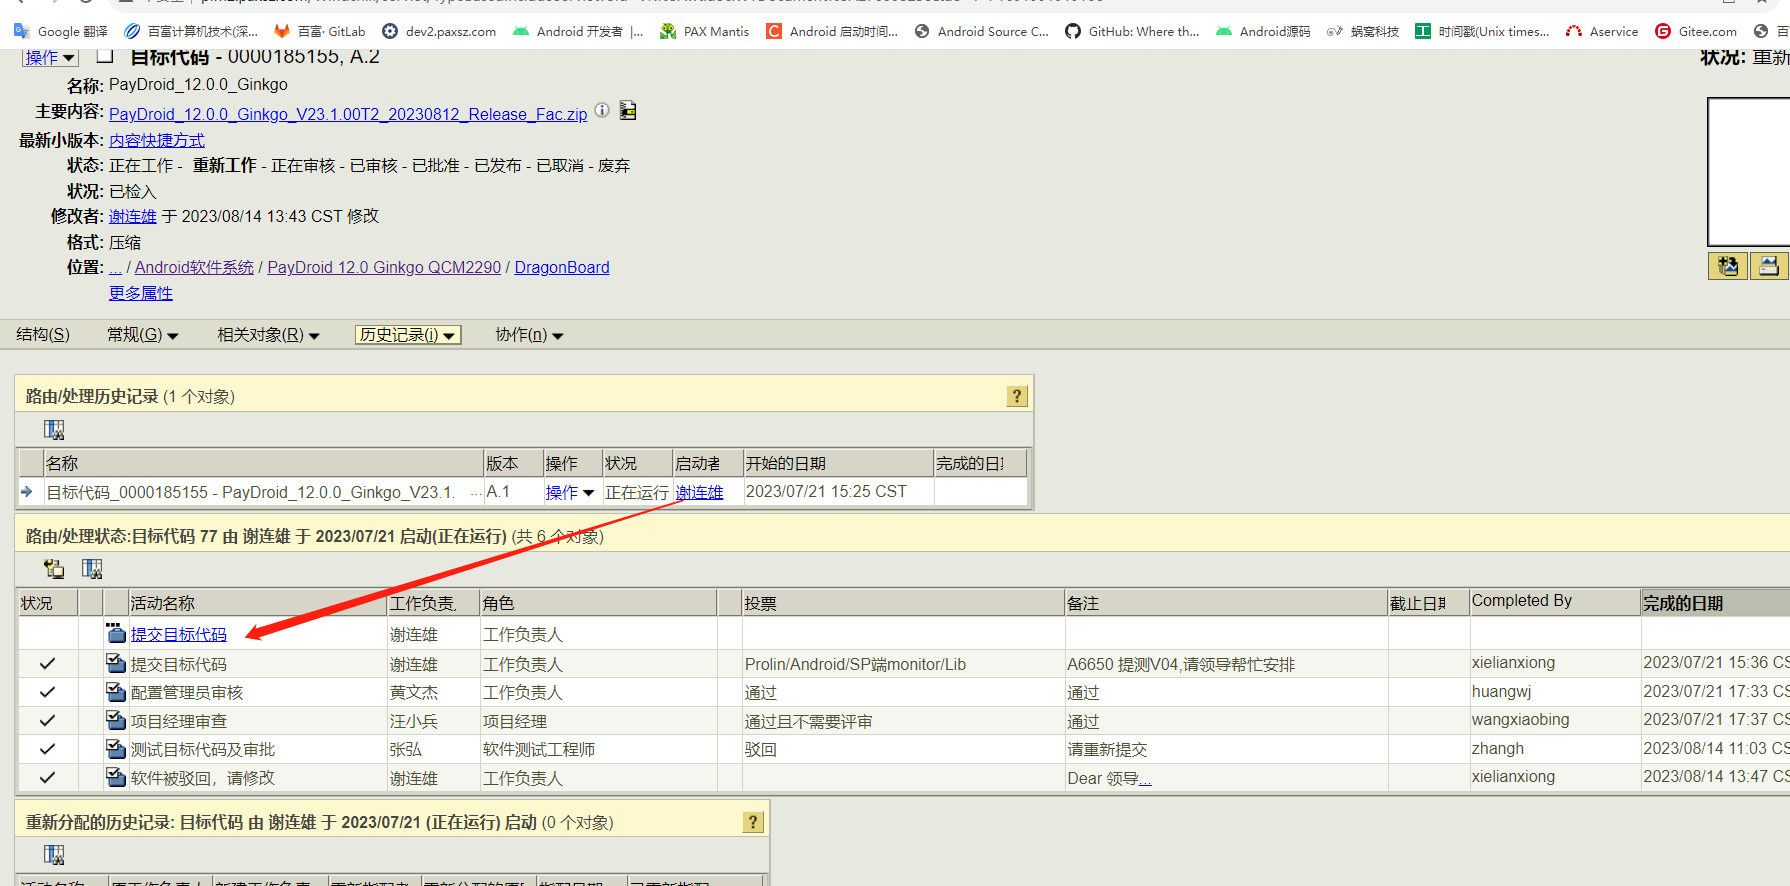 Google 翻译 百富计算机技术(深... 百富· GitLab dev2.paxsz.com Android 开发者 |... PAX Mantis Android 启动时间... Android Source C... GitHub: Where th... Android源码 蜗窝科技 时间戳(Unix times... Aservice Gitee.com
操作 目标代码 - 0000185155, A.2 状况: 重新
名称: PayDroid_12.0.0_Ginkgo
主要内容: PayDroid_12.0.0_Ginkgo_V23.1.00T2_20230812_Release_Fac.zip
最新小版本: 内容快捷方式
状态: 正在工作 - 重新工作 - 正在审核 - 已审核 - 已批准 - 已发布 - 已取消 - 废弃
状况: 已检入
修改者: 谢连雄 于 2023/08/14 13:43 CST 修改
格式: 压缩
位置: ... / Android软件系统 / PayDroid 12.0 Ginkgo QCM2290 / DragonBoard
更多属性
结构(S) 常规(G) 相关对象(R) 历史记录(i) 协作(n)
路由/处理历史记录 (1 个对象) ?
名称 版本 操作 状况 启动者 开始的日期 完成的日
目标代码_0000185155 - PayDroid_12.0.0_Ginkgo_V23.1. ... A.1 操作 正在运行 谢连雄 2023/07/21 15:25 CST
路由/处理状态:目标代码 77 由 谢连雄 于 2023/07/21 启动(正在运行) (共 6 个对象)
状况 活动名称 工作负责. 角色 投票 备注 截止日期 Completed By 完成的日期
提交目标代码 谢连雄 工作负责人
提交目标代码 谢连雄 工作负责人 Prolin/Android/SP端monitor/Lib A6650 提测V04,请领导帮忙安排 xielianxiong 2023/07/21 15:36 CS
配置管理员审核 黄文杰 工作负责人 通过 通过 huangwj 2023/07/21 17:33 CS
项目经理审查 汪小兵 项目经理 通过且不需要评审 通过 wangxiaobing 2023/07/21 17:37 CS
测试目标代码及审批 张弘 软件测试工程师 驳回 请重新提交 zhangh 2023/08/14 11:03 CS
软件被驳回，请修改 谢连雄 工作负责人 Dear 领导... xielianxiong 2023/08/14 13:47 CS
重新分配的历史记录: 目标代码 由 谢连雄 于 2023/07/21 (正在运行) 启动 (0 个对象) ?